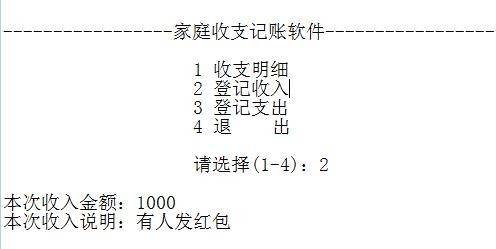 -----------------家庭收支记账软件-----------------
1 收支明细
2 登记收入
3 登记支出
4 退    出
请选择(1-4)：2
本次收入金额：1000
本次收入说明：有人发红包